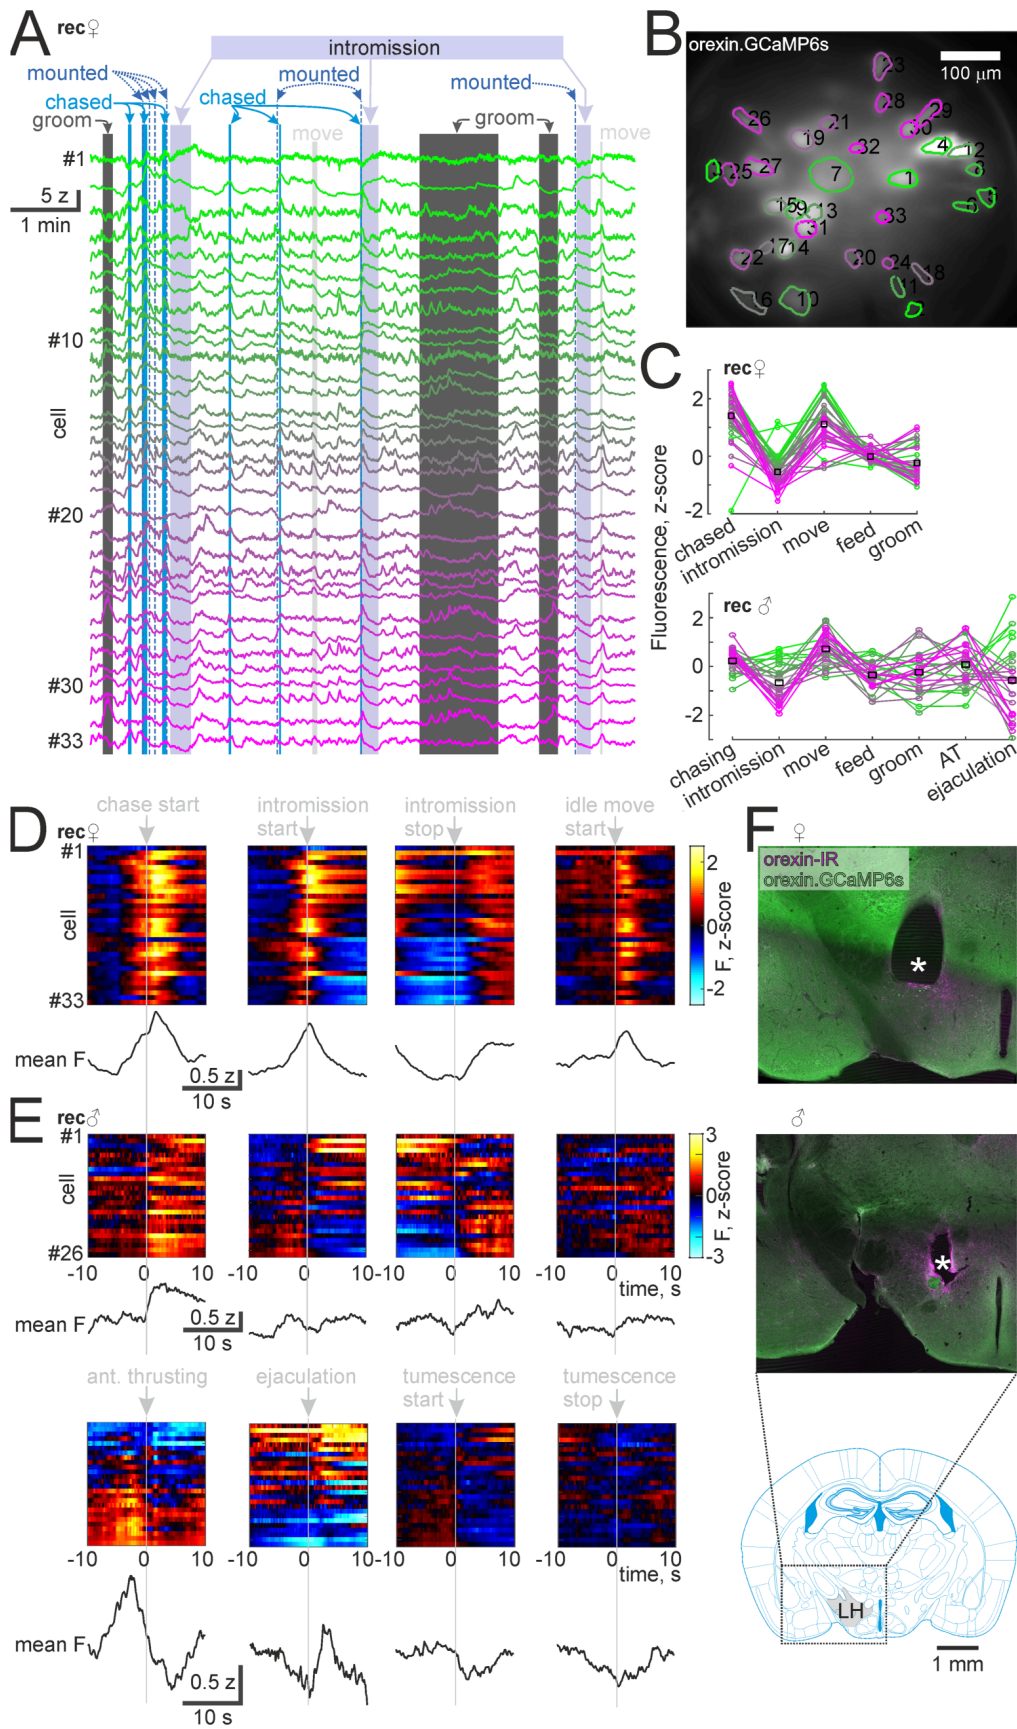 A
rec♀
intromission
mounted
mounted
mounted
chased
chased
groom
groom
move
move
#1
5 z
1 min
#10
cell
#20
#30
#33
B
orexin.GCaMP6s
100 µm
23
28
29
26
21
30
19
32
4
12
27
25
7
1
15
9
13
31
33
17
14
22
20
24
18
11
16
10
C
rec♀
2
0
-2
chased
intromission
move
feed
groom
Fluorescence, z-score
rec♂
2
0
-2
chasing
intromission
move
feed
groom
AT
ejaculation
D
rec♀
chase start
intromission
start
intromission
stop
idle move
start
#1
cell
#33
2
0
-2
F, z-score
mean F
0.5 z
10 s
E
rec♂
#1
cell
#26
3
0
-3
F, z-score
-10 0 10
-10 0 10
-10 0 10
-10 0 10
time, s
mean F
0.5 z
10 s
ant. thrusting
ejaculation
tumescence
start
tumescence
stop
-10 0 10
-10 0 10
-10 0 10
-10 0 10
time, s
mean F
0.5 z
10 s
F
♀
orexin-IR
orexin.GCaMP6s
*
♂
*
LH
1 mm